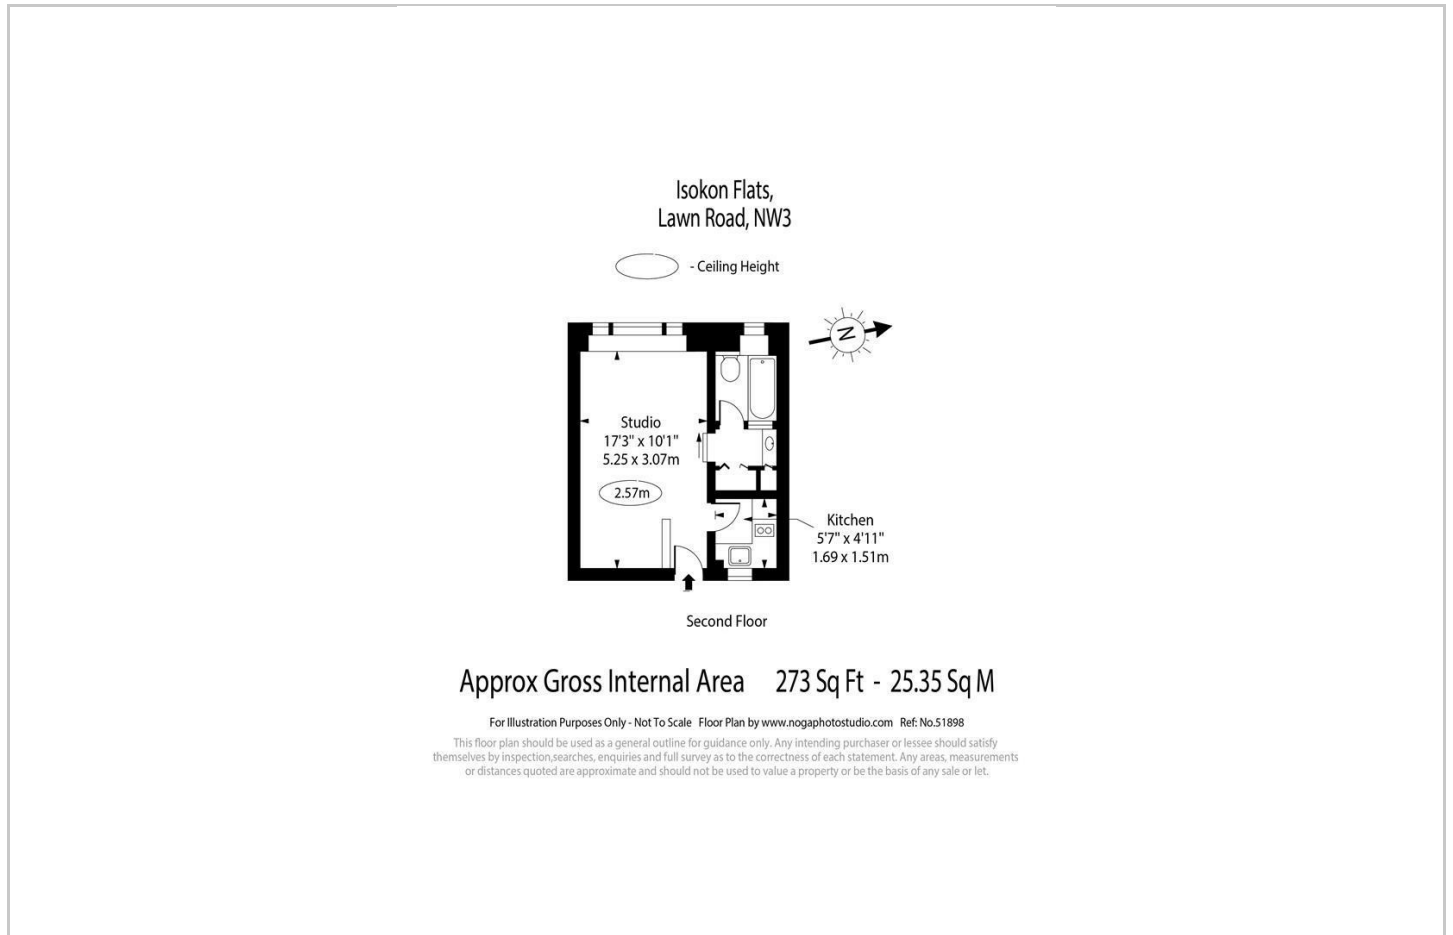 Isokon Flats,
Lawn Road, NW3
- Ceiling Height
N
Studio
17'3" x 10'1"
5.25 x 3.07m
2.57m
Kitchen
5'7" x 4'11"
1.69 x 1.51m
Second Floor
Approx Gross Internal Area 273 Sq Ft - 25.35 Sq M
For Illustration Purposes Only - Not To Scale Floor Plan by www.nogaphotostudio.com Ref: No.51898
This floor plan should be used as a general outline for guidance only. Any intending purchaser or lessee should satisfy
themselves by inspection,searches, enquiries and full survey as to the correctness of each statement. Any areas, measurements
or distances quoted are approximate and should not be used to value a property or be the basis of any sale or let.